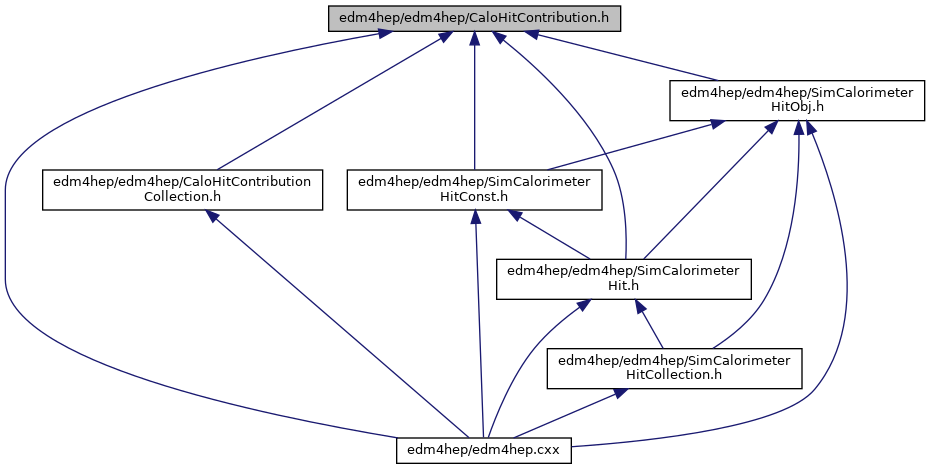 edm4hep/edm4hep/CaloHitContribution.h
edm4hep/edm4hep/SimCalorimeter
HitObj.h
edm4hep/edm4hep/CaloHitContribution
Collection.h
edm4hep/edm4hep/SimCalorimeter
HitConst.h
edm4hep/edm4hep/SimCalorimeter
Hit.h
edm4hep/edm4hep/SimCalorimeter
HitCollection.h
edm4hep/edm4hep.cxx